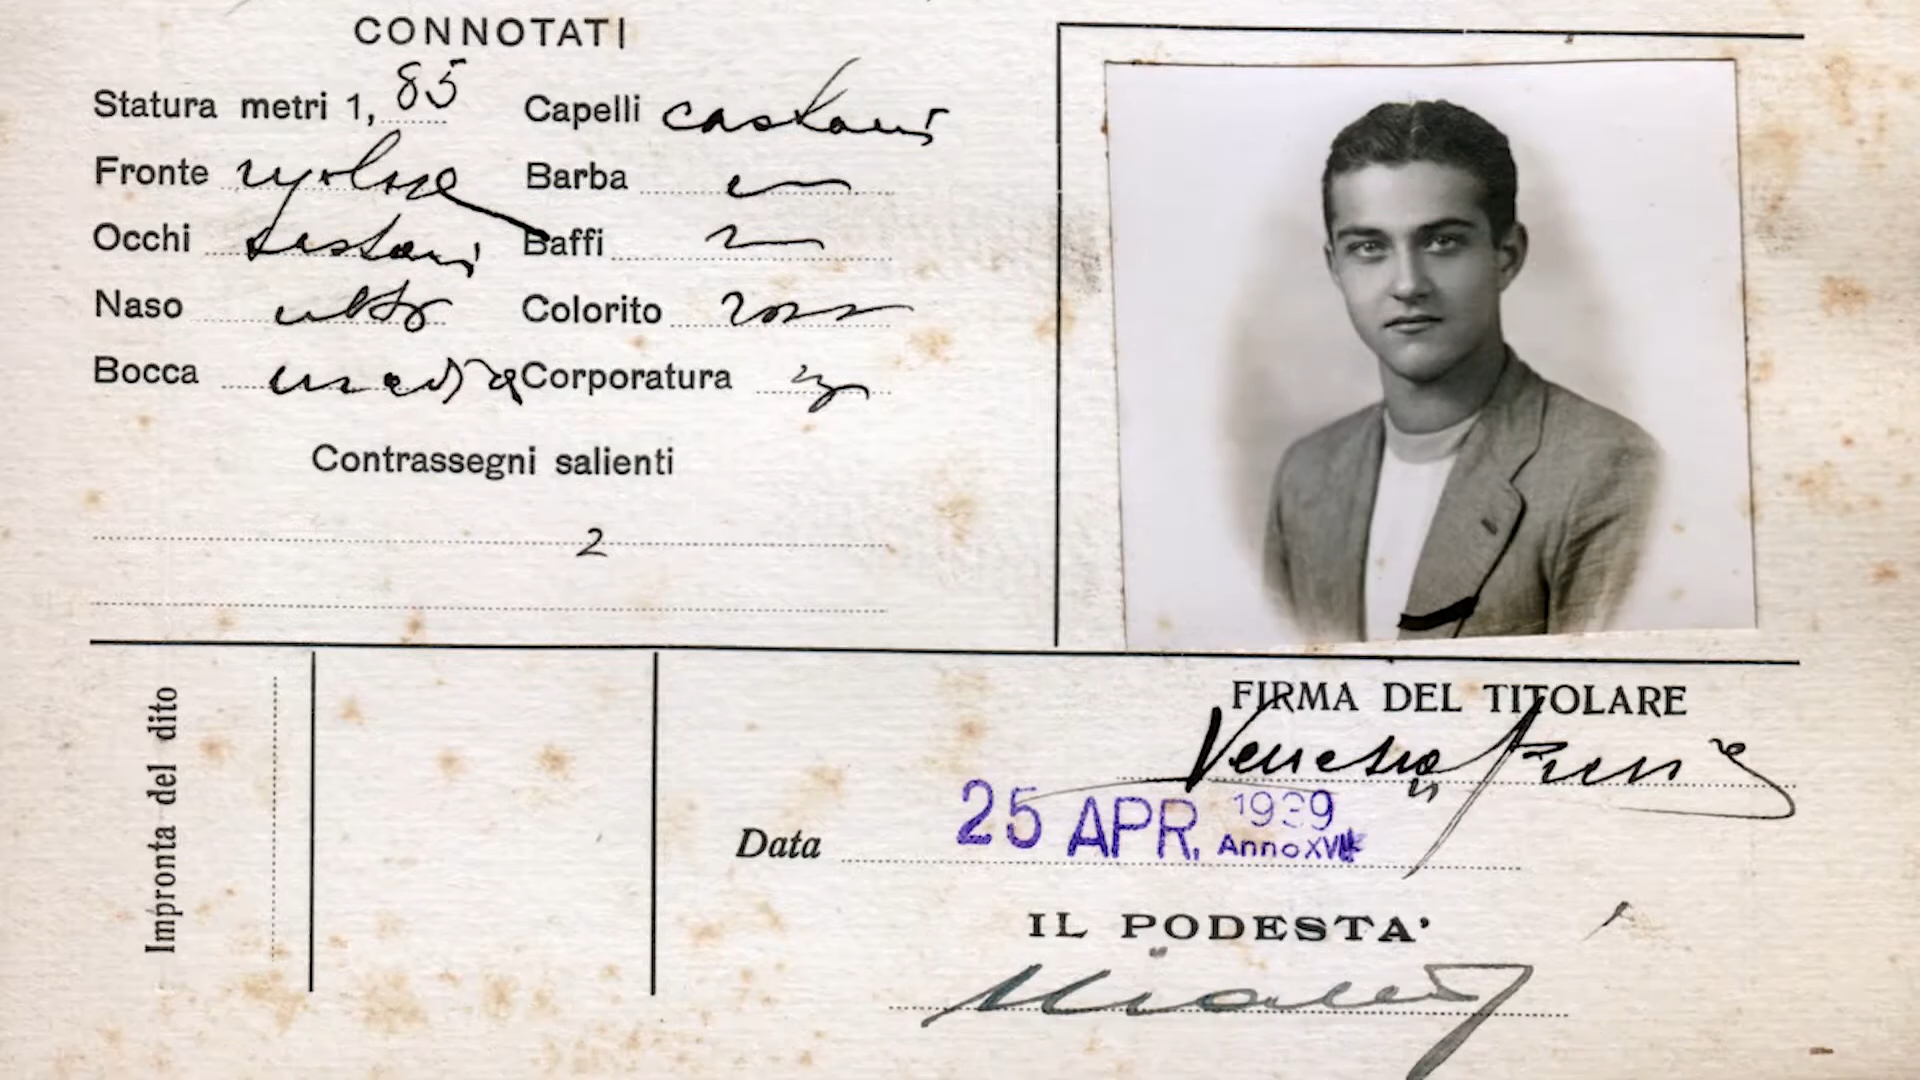 CONNOTATI
Statura metri 1, 85
Capelli castani
Fronte
Barba
Occhi castani
Baffi
Naso
Colorito
Bocca media
Corporatura
Contrassegni salienti
Impronta del dito
FIRMA DEL TITOLARE
Data 25 APR. 1939
Anno XVII
IL PODESTA'